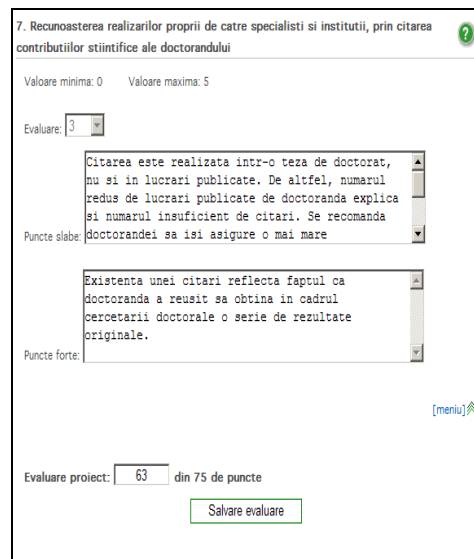 7. Recunoasterea realizarilor proprii de catre specialisti si institutii, prin citarea
contributiilor stiintifice ale doctorandului
?
Valoare minima: 0 Valoare maxima: 5
Evaluare: 3
Citarea este realizata intr-o teza de doctorat,
nu si in lucrari publicate. De altfel, numarul
redus de lucrari publicate de doctoranda explica
si numarul insuficient de citari. Se recomanda
Puncte slabe: doctorandei sa isi asigure o mai mare
Existenta unei citari reflecta faptul ca
doctoranda a reusit sa obtina in cadrul
cercetarii doctorale o serie de rezultate
originale.
Puncte forte:
[meniu]
Evaluare proiect: 63 din 75 de puncte
Salvare evaluare